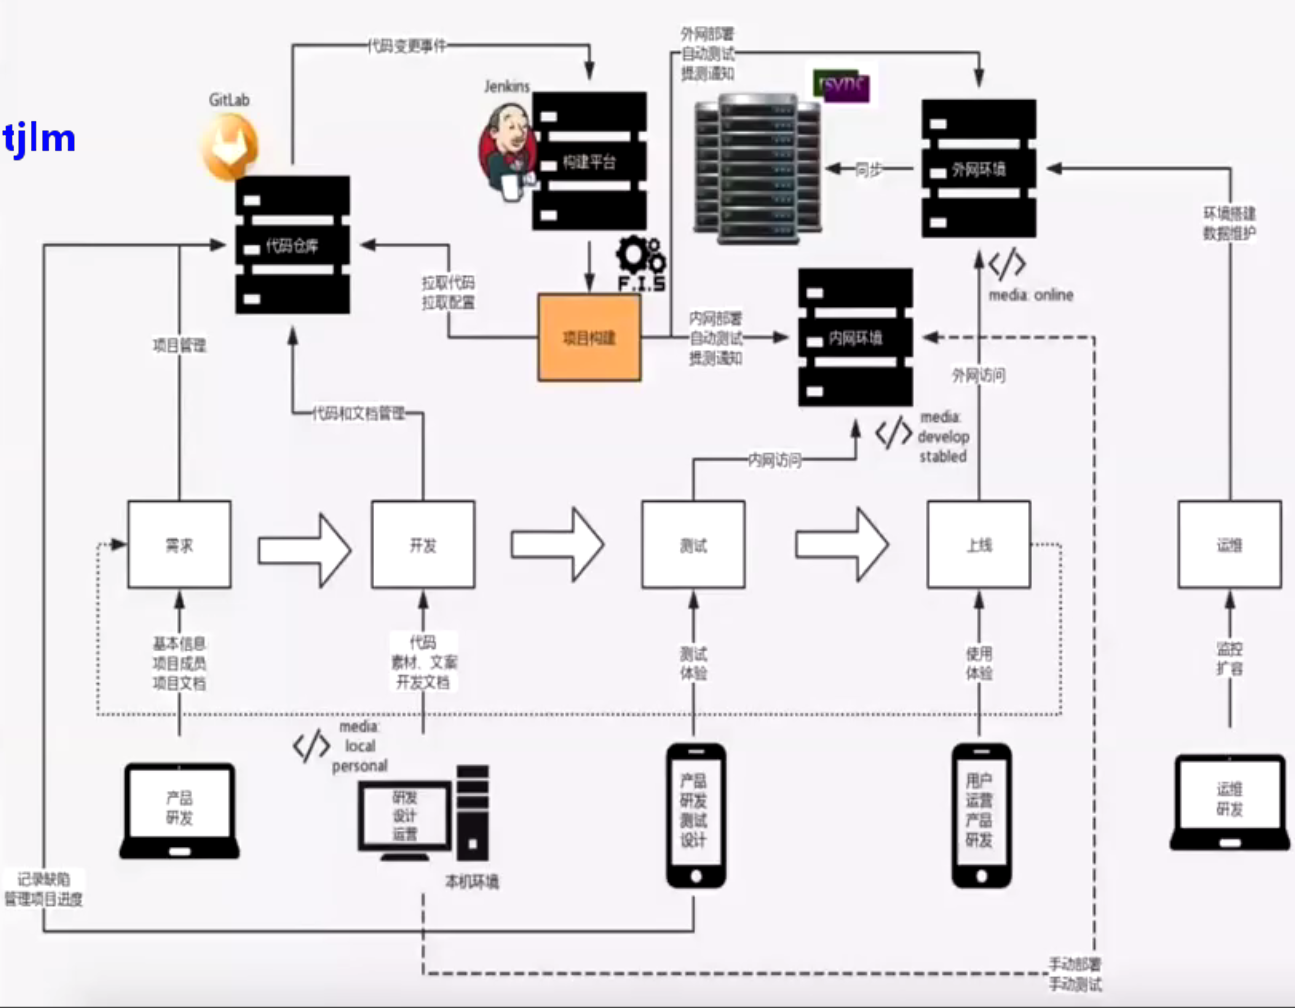 代码变更事件
外网部署
自动测试
提测通知
rsync
Jenkins
GitLab
tjlm
构建平台
同步
外网环境
代码仓库
环境搭建
数据维护
F.I.S
拉取代码
拉取配置
media: online
项目管理
项目构建
内网部署
自动测试
提测通知
内网环境
外网访问
代码和文档管理
media:
develop
stabled
内网访问
需求
开发
测试
上线
运维
基本信息
项目成员
项目文档
代码
素材、文案
开发文档
测试
体验
使用
体验
监控
扩容
media:
local
personal
产品
研发
研发
设计
运营
产品
研发
测试
设计
用户
运营
产品
研发
运维
研发
本机环境
记录缺陷
管理项目进度
手动部署
手动测试